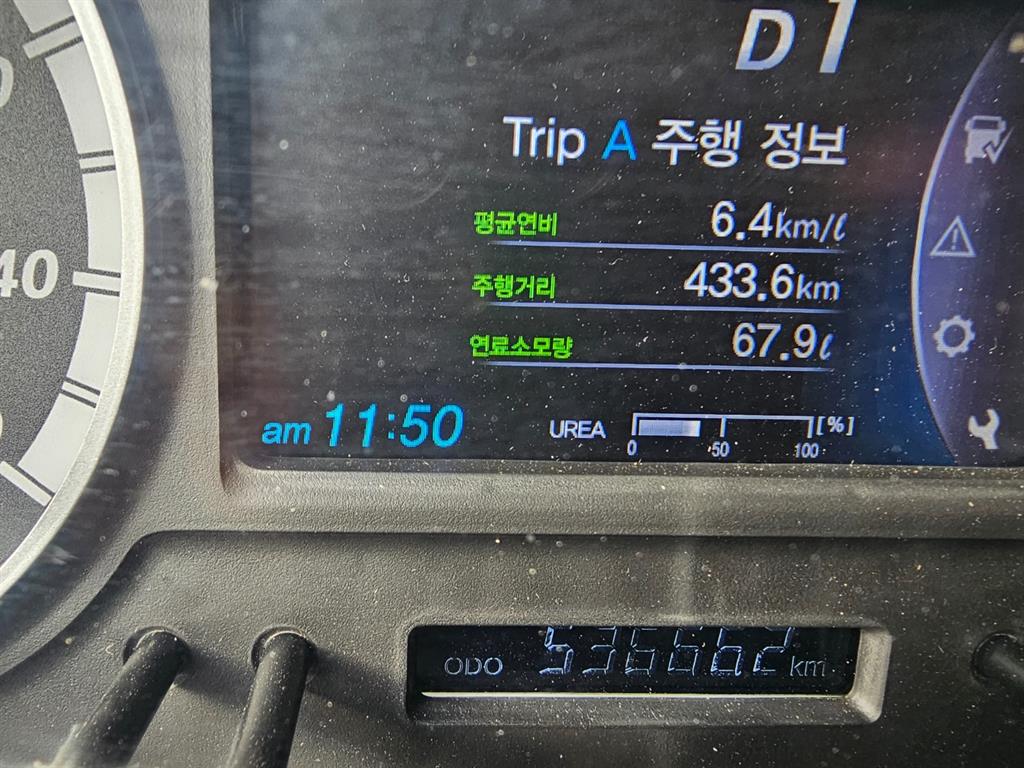 D1
Trip A 주행 정보
평균연비 6.4km/ℓ
주행거리 433.6km
연료소모량 67.9ℓ
am 11:50
UREA [%]
0 50 100
40
ODO 536662 km